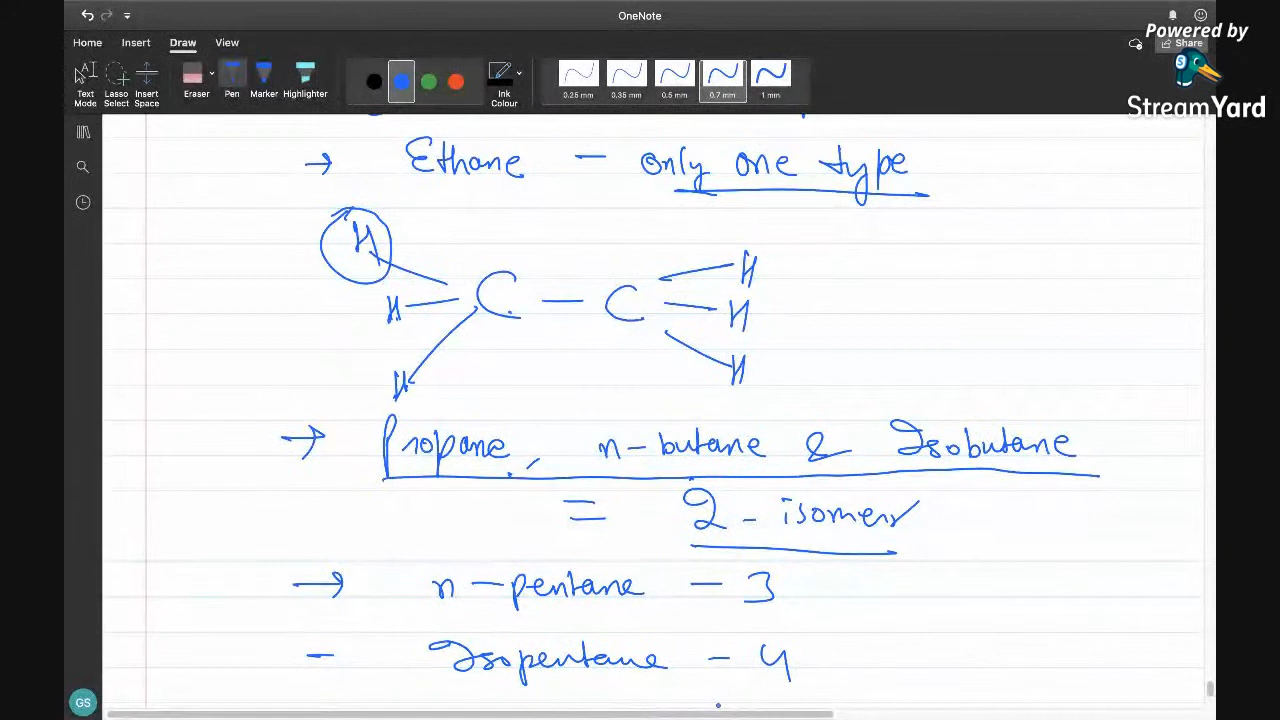 OneNote
Powered by
StreamYard
Home Insert Draw View
Share
Text Mode
Lasso Select
Insert Space
Eraser
Pen
Marker
Highlighter
Ink Colour
0.25 mm
0.35 mm
0.5 mm
0.7 mm
1 mm
→ Ethane – only one type
H
H
H – C – C – H
H
H
→ Propane, n-butane & Isobutane
= 2 - isomers
→ n-pentane – 3
– Isopentane – 4
GS